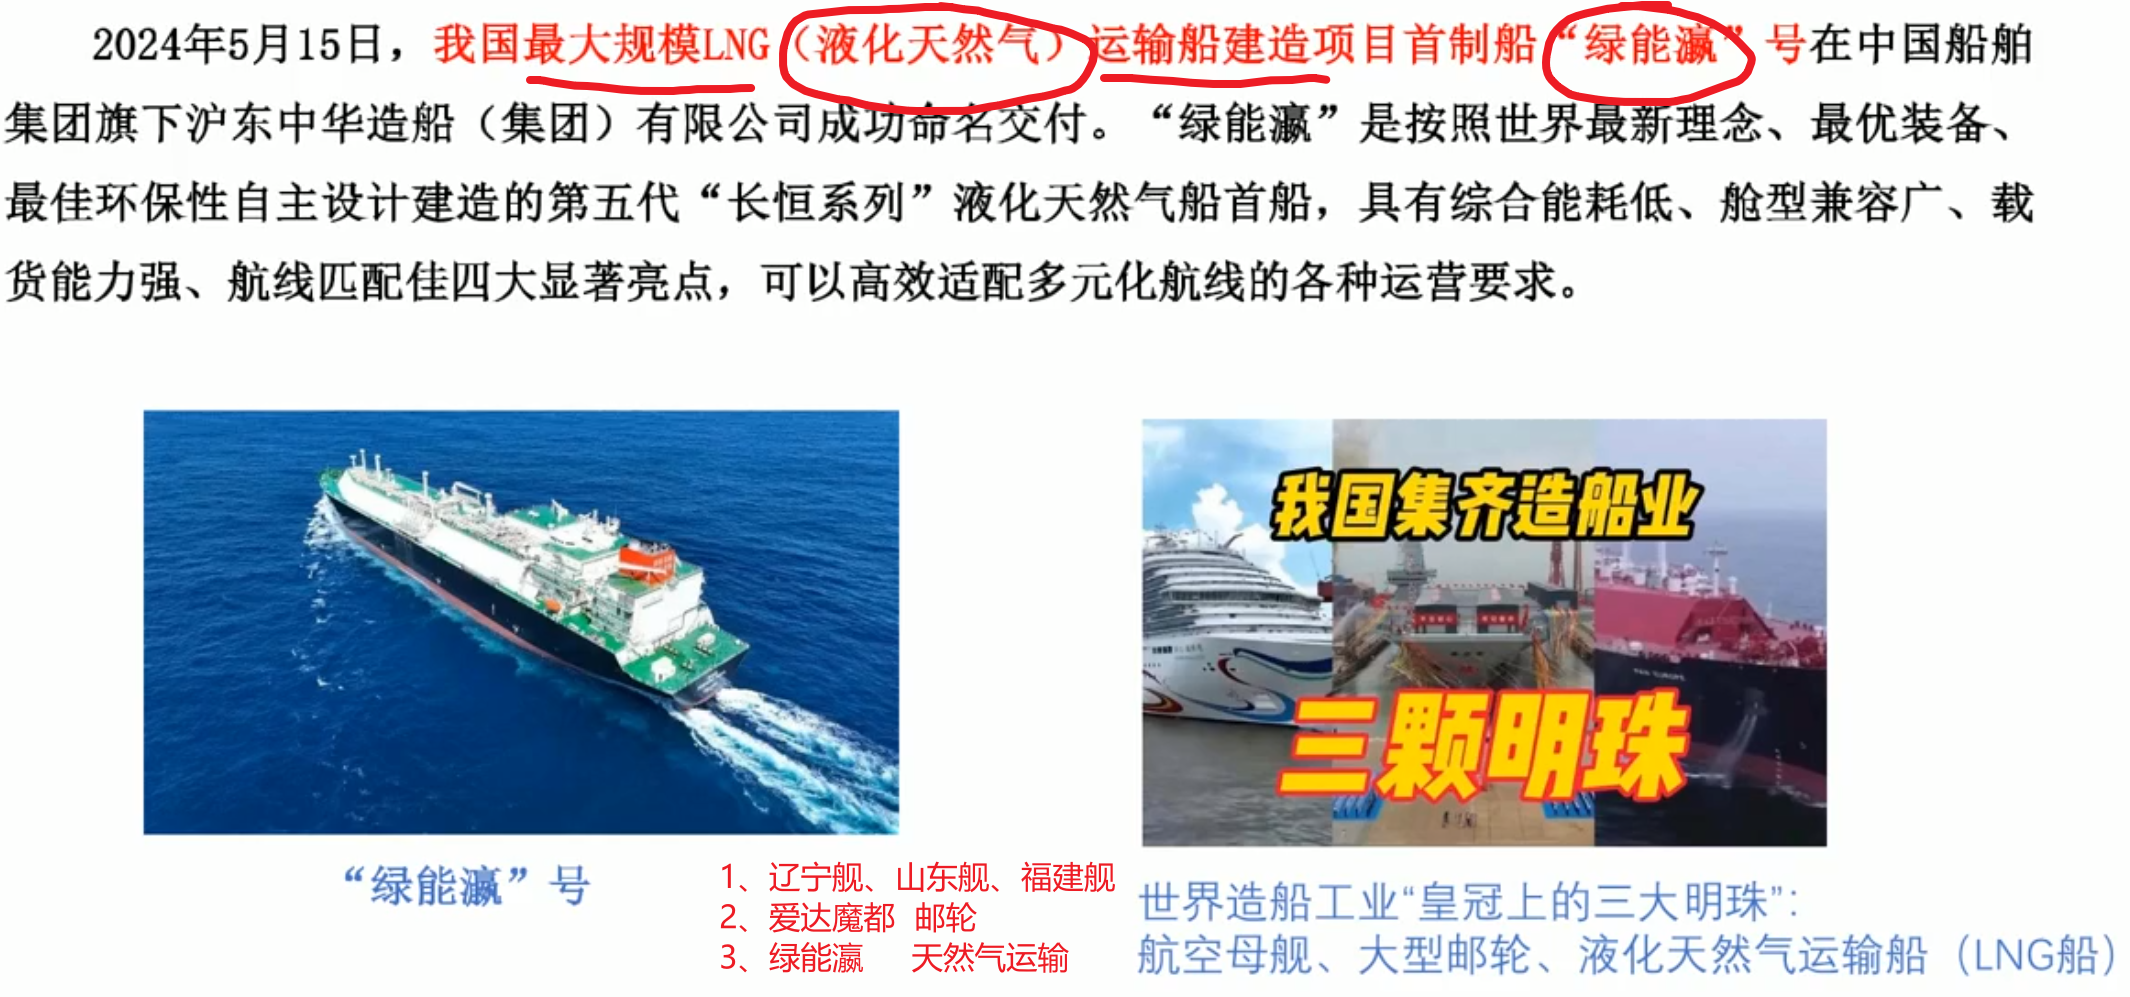 2024年5月15日，我国最大规模LNG（液化天然气）运输船建造项目首制船“绿能瀛”号在中国船舶
集团旗下沪东中华造船（集团）有限公司成功命名交付。“绿能瀛”是按照世界最新理念、最优装备、
最佳环保性自主设计建造的第五代“长恒系列”液化天然气船首船，具有综合能耗低、舱型兼容广、载
货能力强、航线匹配佳四大显著亮点，可以高效适配多元化航线的各种运营要求。
我国集齐造船业
三颗明珠
“绿能瀛”号
1、辽宁舰、山东舰、福建舰
2、爱达魔都 邮轮
3、绿能瀛 天然气运输
世界造船工业“皇冠上的三大明珠”：
航空母舰、大型邮轮、液化天然气运输船（LNG船）